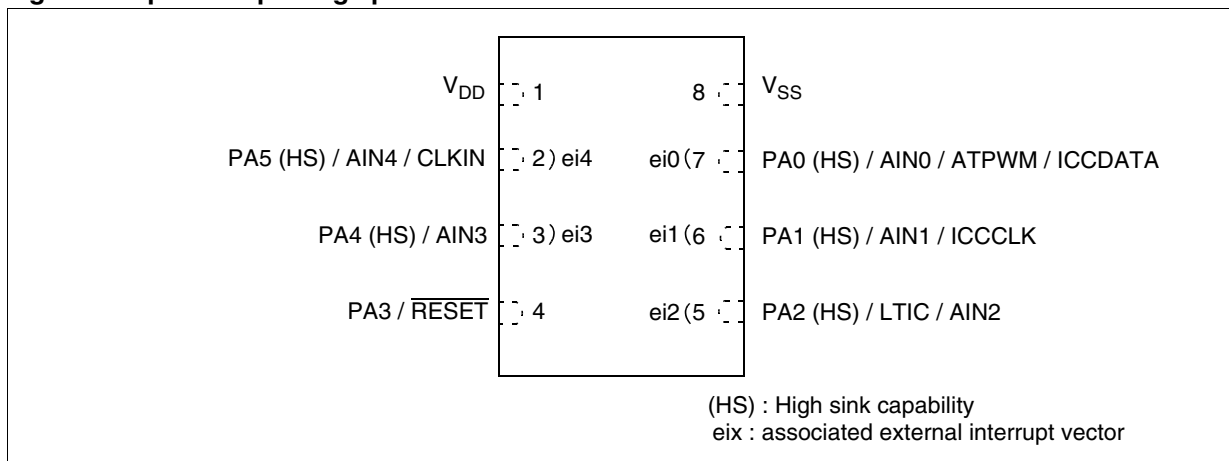 V_DD 1 8 V_SS
PA5 (HS) / AIN4 / CLKIN 2) ei4 ei0 (7 PA0 (HS) / AIN0 / ATPWM / ICCDATA
PA4 (HS) / AIN3 3) ei3 ei1 (6 PA1 (HS) / AIN1 / ICCCLK
PA3 / RESET 4 ei2 (5 PA2 (HS) / LTIC / AIN2
(HS) : High sink capability
eix : associated external interrupt vector